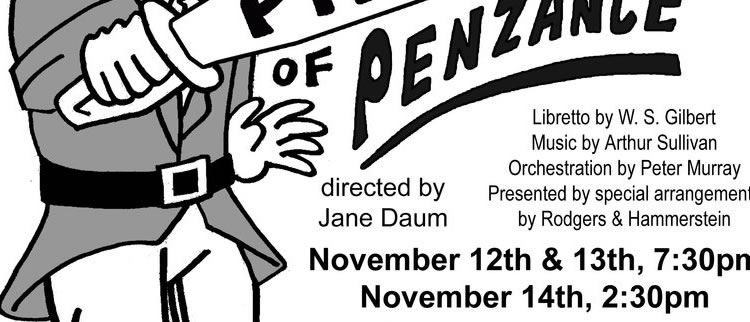 OF
PENZANCE
Libretto by W. S. Gilbert
Music by Arthur Sullivan
Orchestration by Peter Murray
Presented by special arrangement
by Rodgers & Hammerstein
directed by
Jane Daum
November 12th & 13th, 7:30pm
November 14th, 2:30pm